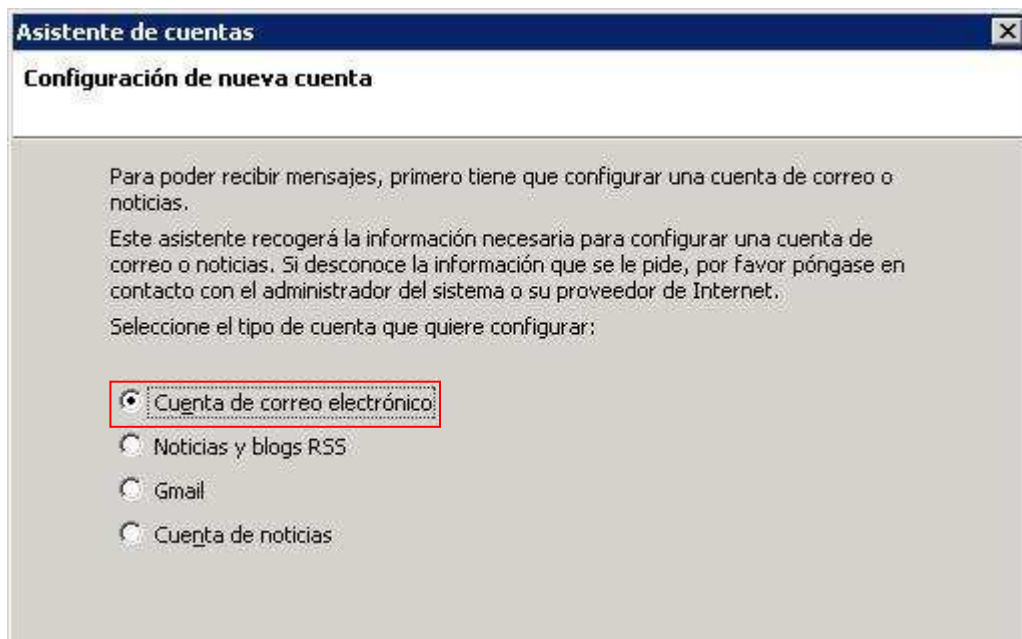 Asistente de cuentas
Configuración de nueva cuenta
Para poder recibir mensajes, primero tiene que configurar una cuenta de correo o
noticias.
Este asistente recogerá la información necesaria para configurar una cuenta de
correo o noticias. Si desconoce la información que se le pide, por favor póngase en
contacto con el administrador del sistema o su proveedor de Internet.
Seleccione el tipo de cuenta que quiere configurar:
Cuenta de correo electrónico
Noticias y blogs RSS
Gmail
Cuenta de noticias